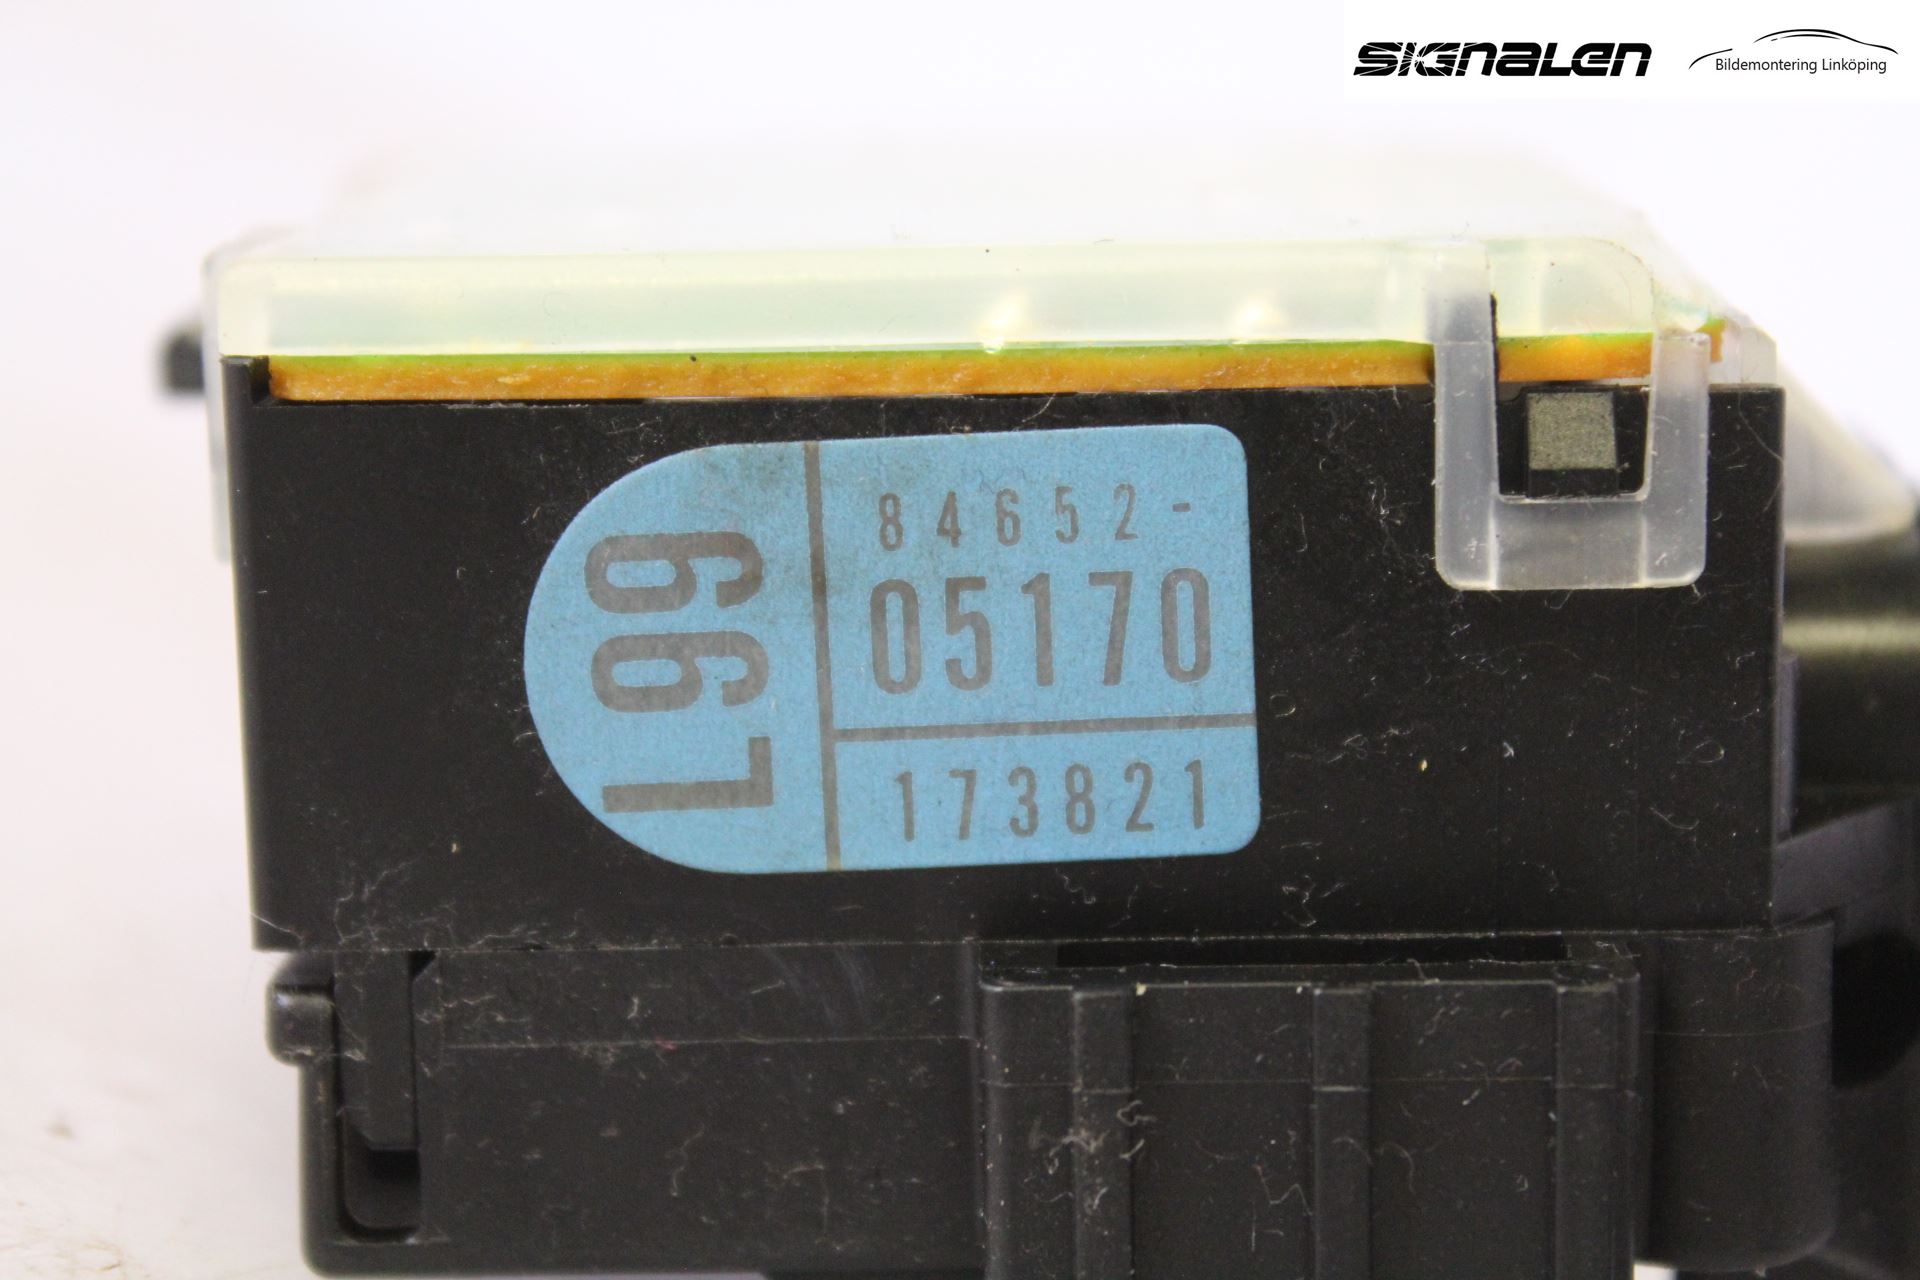 SIGNALEN
Bildemontering Linköping
L99
84652-
05170
173821